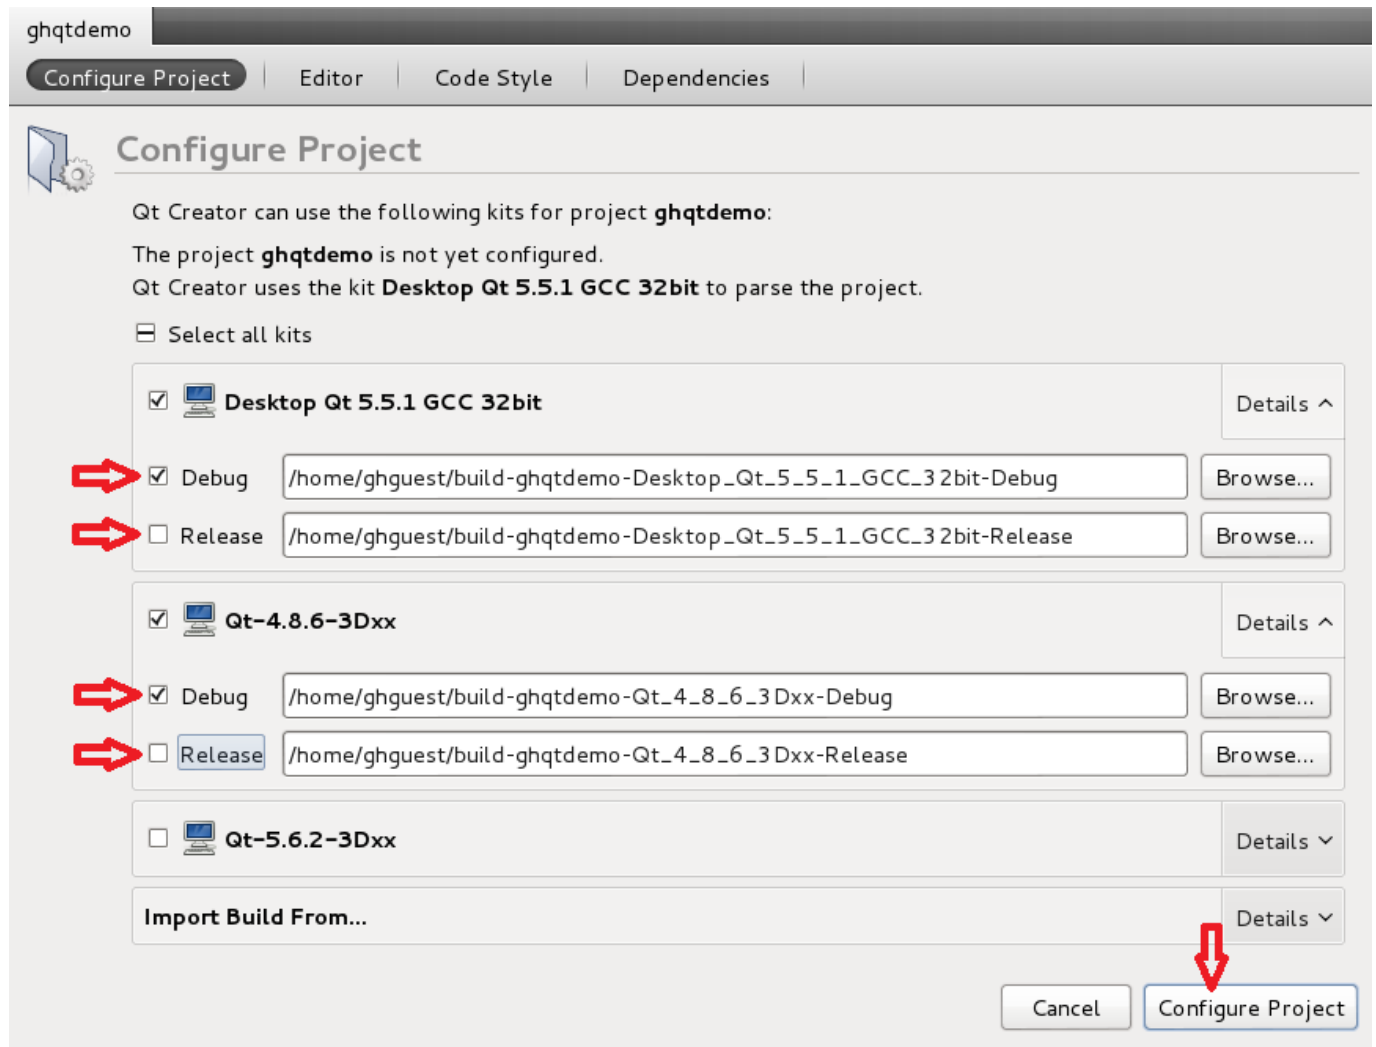 ghqtdemo
Configure Project Editor Code Style Dependencies
Configure Project
Qt Creator can use the following kits for project ghqtdemo:
The project ghqtdemo is not yet configured.
Qt Creator uses the kit Desktop Qt 5.5.1 GCC 32bit to parse the project.
Select all kits
Desktop Qt 5.5.1 GCC 32bit Details
Debug /home/ghguest/build-ghqtdemo-Desktop_Qt_5_5_1_GCC_32bit-Debug Browse...
Release /home/ghguest/build-ghqtdemo-Desktop_Qt_5_5_1_GCC_32bit-Release Browse...
Qt-4.8.6-3Dxx Details
Debug /home/ghguest/build-ghqtdemo-Qt_4_8_6_3Dxx-Debug Browse...
Release /home/ghguest/build-ghqtdemo-Qt_4_8_6_3Dxx-Release Browse...
Qt-5.6.2-3Dxx Details
Import Build From... Details
Cancel Configure Project